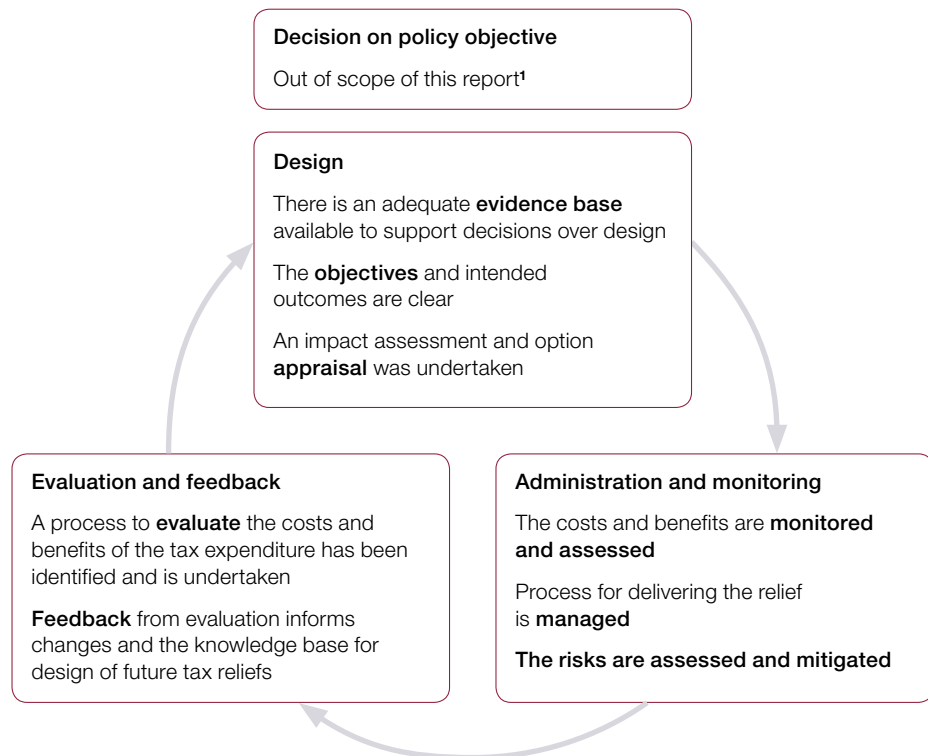 Decision on policy objective
Out of scope of this report¹
Design
There is an adequate evidence base
available to support decisions over design
The objectives and intended
outcomes are clear
An impact assessment and option
appraisal was undertaken
Evaluation and feedback
A process to evaluate the costs and
benefits of the tax expenditure has been
identified and is undertaken
Feedback from evaluation informs
changes and the knowledge base for
design of future tax reliefs
Administration and monitoring
The costs and benefits are monitored
and assessed
Process for delivering the relief
is managed
The risks are assessed and mitigated